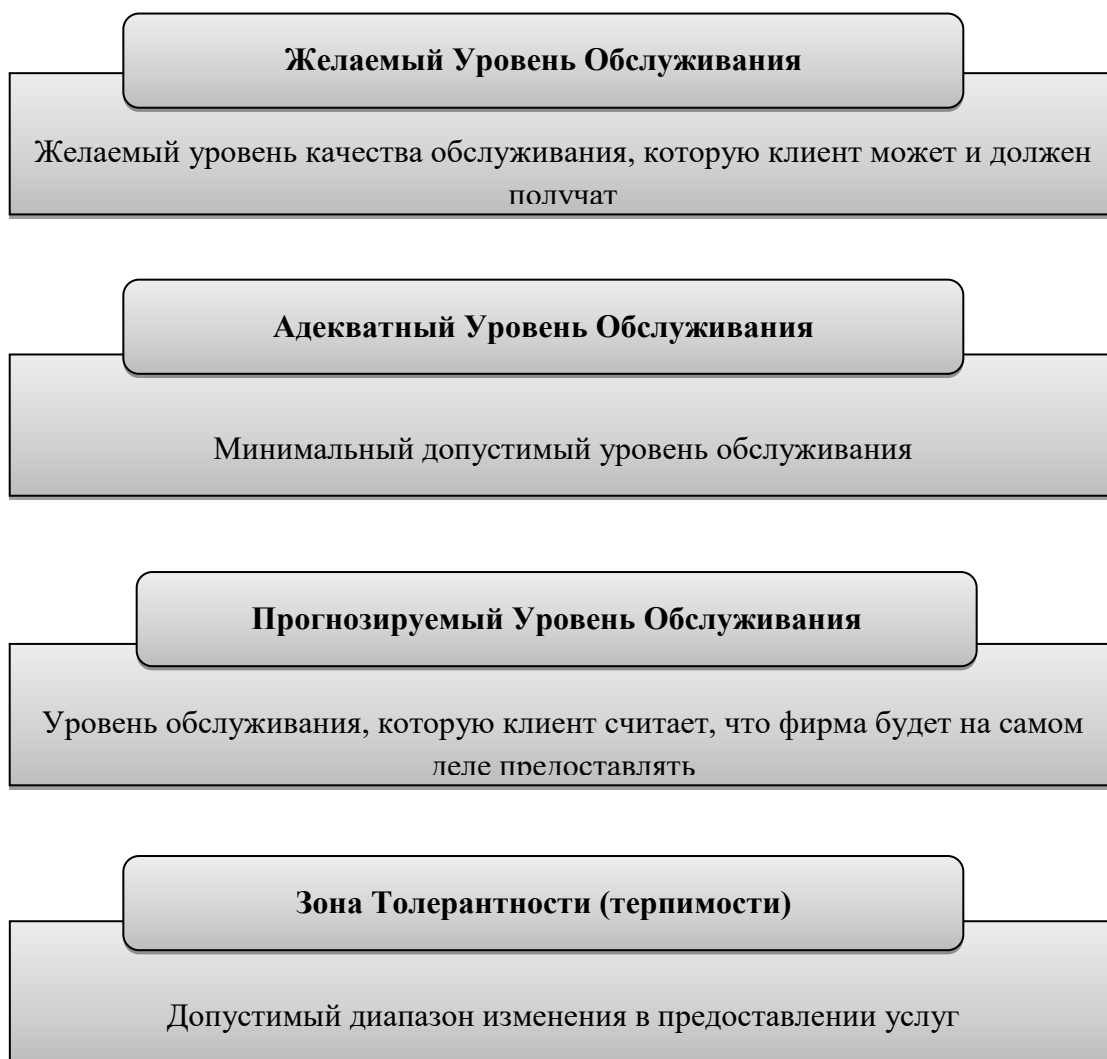 Желаемый Уровень Обслуживания
Желаемый уровень качества обслуживания, которую клиент может и должен
получат
Адекватный Уровень Обслуживания
Минимальный допустимый уровень обслуживания
Прогнозируемый Уровень Обслуживания
Уровень обслуживания, которую клиент считает, что фирма будет на самом
деле предоставлять
Зона Толерантности (терпимости)
Допустимый диапазон изменения в предоставлении услуг